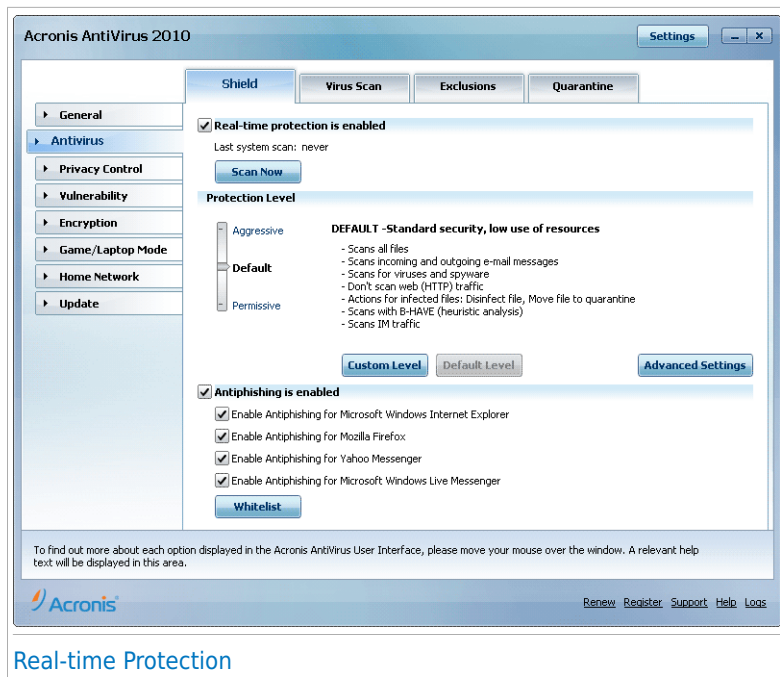 Acronis AntiVirus 2010
Settings
Shield
Virus Scan
Exclusions
Quarantine
General
Antivirus
Privacy Control
Vulnerability
Encryption
Game/Laptop Mode
Home Network
Update
Real-time protection is enabled
Last system scan: never
Scan Now
Protection Level
Aggressive
Default
Permissive
DEFAULT -Standard security, low use of resources
- Scans all files
- Scans incoming and outgoing e-mail messages
- Scans for viruses and spyware
- Don't scan web (HTTP) traffic
- Actions for infected files: Disinfect file, Move file to quarantine
- Scans with B-HAVE (heuristic analysis)
- Scans IM traffic
Custom Level
Default Level
Advanced Settings
Antiphishing is enabled
Enable Antiphishing for Microsoft Windows Internet Explorer
Enable Antiphishing for Mozilla Firefox
Enable Antiphishing for Yahoo Messenger
Enable Antiphishing for Microsoft Windows Live Messenger
Whitelist
To find out more about each option displayed in the Acronis AntiVirus User Interface, please move your mouse over the window. A relevant help
text will be displayed in this area.
Acronis
Renew Register Support Help Logs
Real-time Protection